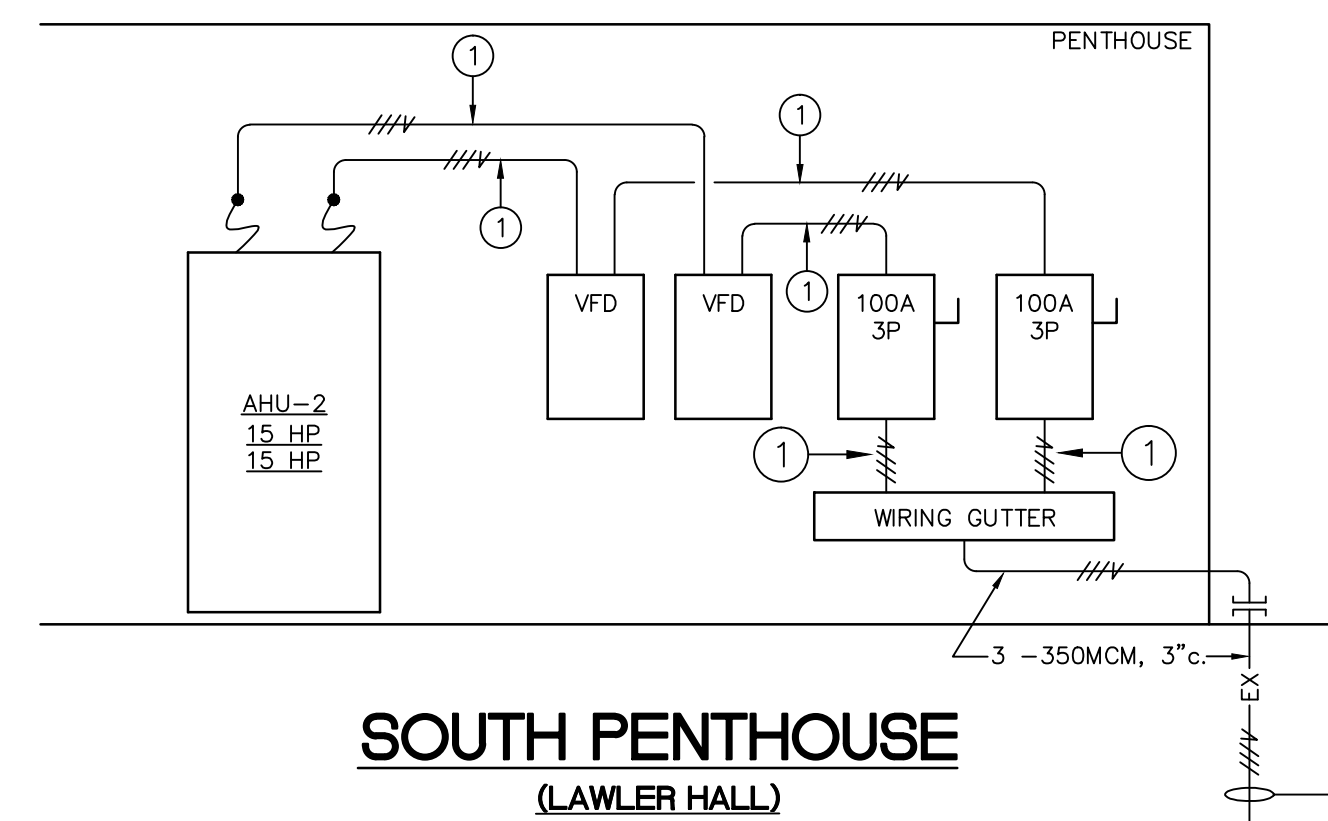 PENTHOUSE
1
1
1
1
VFD
VFD
100A
3P
100A
3P
AHU-2
15 HP
15 HP
1
1
WIRING GUTTER
3 -350MCM, 3"c.
EX
SOUTH PENTHOUSE
(LAWLER HALL)